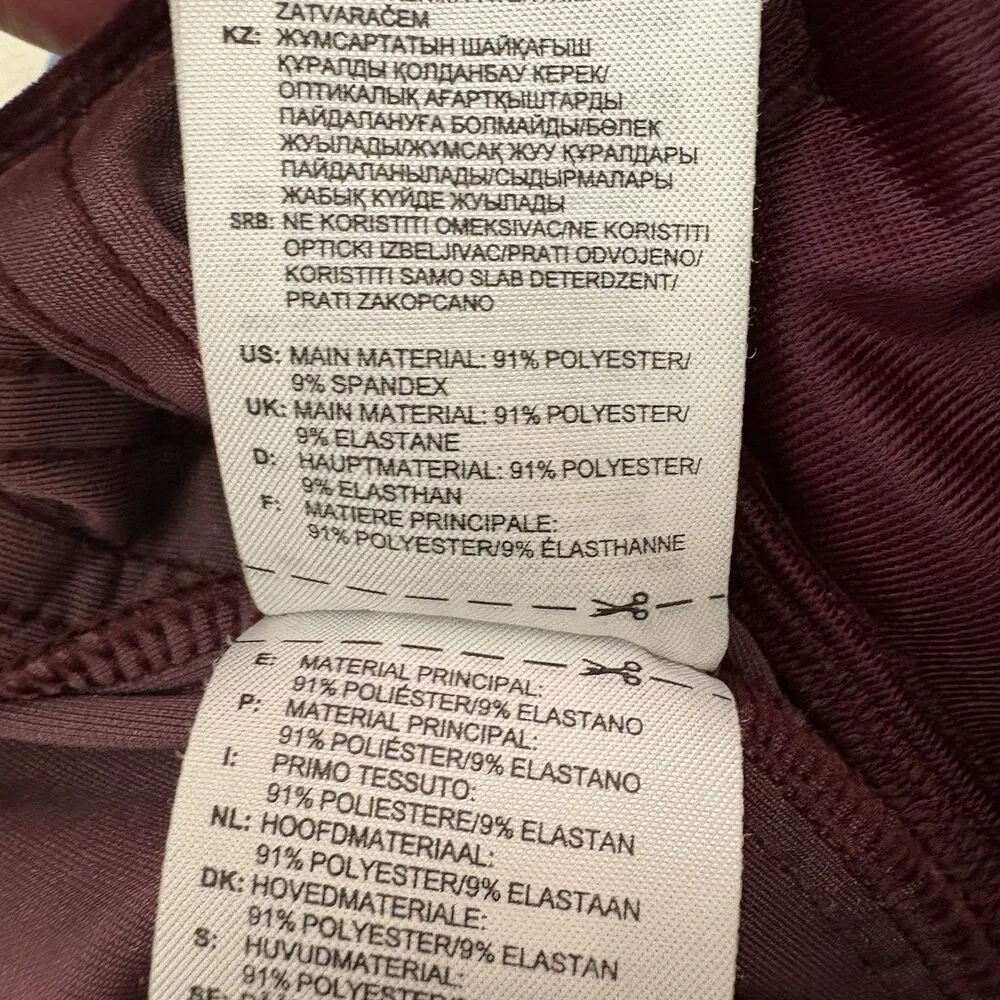 ZATVARAČEM
KZ: ЖҰМСАРТАТЫН ШАЙҚАҒЫШ
ҚҰРАЛДЫ ҚОЛДАНБАУ КЕРЕК/
ОПТИКАЛЫҚ АҒАРТҚЫШТАРДЫ
ПАЙДАЛАНУҒА БОЛМАЙДЫ/БӨЛЕК
ЖУЫЛАДЫ/ЖҰМСАҚ ЖУУ ҚҰРАЛДАРЫ
ПАЙДАЛАНЫЛАДЫ/СЫДЫРМАЛАРЫ
ЖАБЫҚ КҮЙДЕ ЖУЫЛАДЫ
SRB: NE KORISTITI OMEKSIVAC/NE KORISTITI
OPTICKI IZBELJIVAC/PRATI ODVOJENO/
KORISTITI SAMO SLAB DETERDZENT/
PRATI ZAKOPCANO
US: MAIN MATERIAL: 91% POLYESTER/
9% SPANDEX
UK: MAIN MATERIAL: 91% POLYESTER/
9% ELASTANE
D: HAUPTMATERIAL: 91% POLYESTER/
9% ELASTHAN
F: MATIERE PRINCIPALE:
91% POLYESTER/9% ÉLASTHANNE
E: MATERIAL PRINCIPAL:
91% POLIÉSTER/9% ELASTANO
P: MATERIAL PRINCIPAL:
91% POLIÉSTER/9% ELASTANO
I: PRIMO TESSUTO:
91% POLIESTERE/9% ELASTAN
NL: HOOFDMATERIAAL:
91% POLYESTER/9% ELASTAAN
DK: HOVEDMATERIALE:
91% POLYESTER/9% ELASTAN
S: HUVUDMATERIAL:
91% POLYESTER/